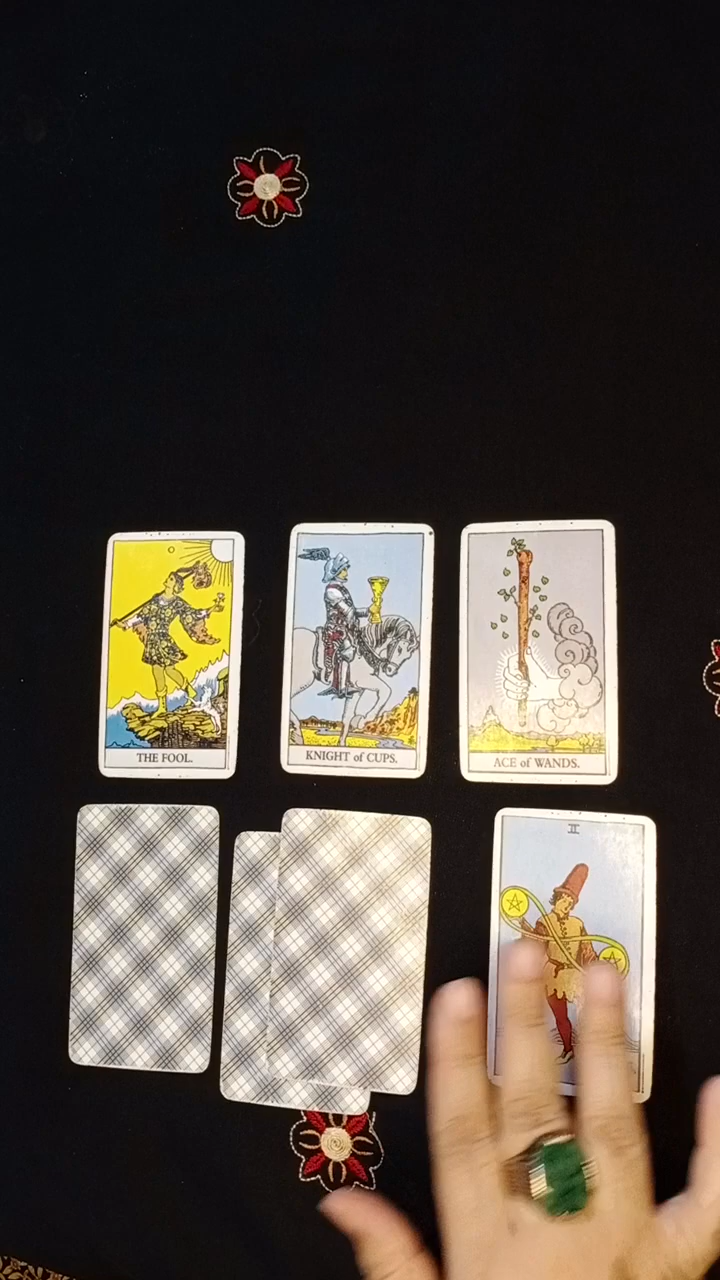 THE FOOL.
KNIGHT of CUPS.
ACE of WANDS.
II